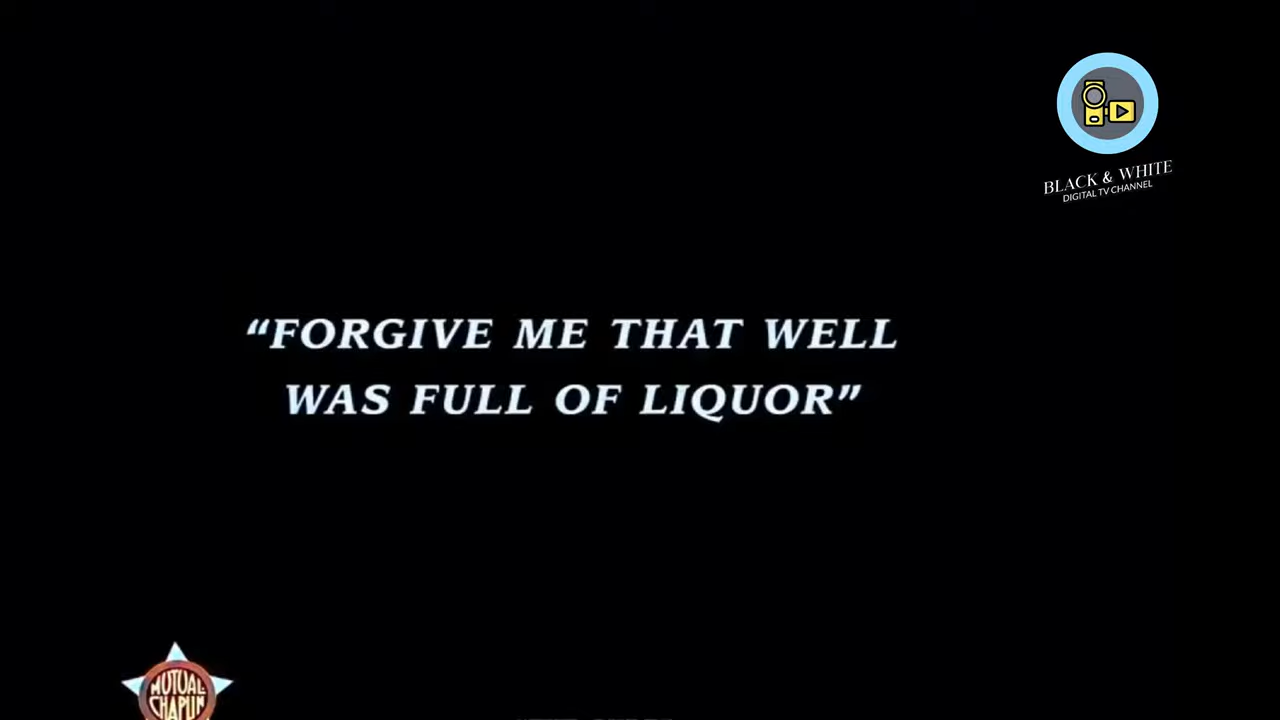 BLACK & WHITE
DIGITAL TV CHANNEL
“FORGIVE ME THAT WELL
WAS FULL OF LIQUOR”
MUTUAL-
CHAPLIN